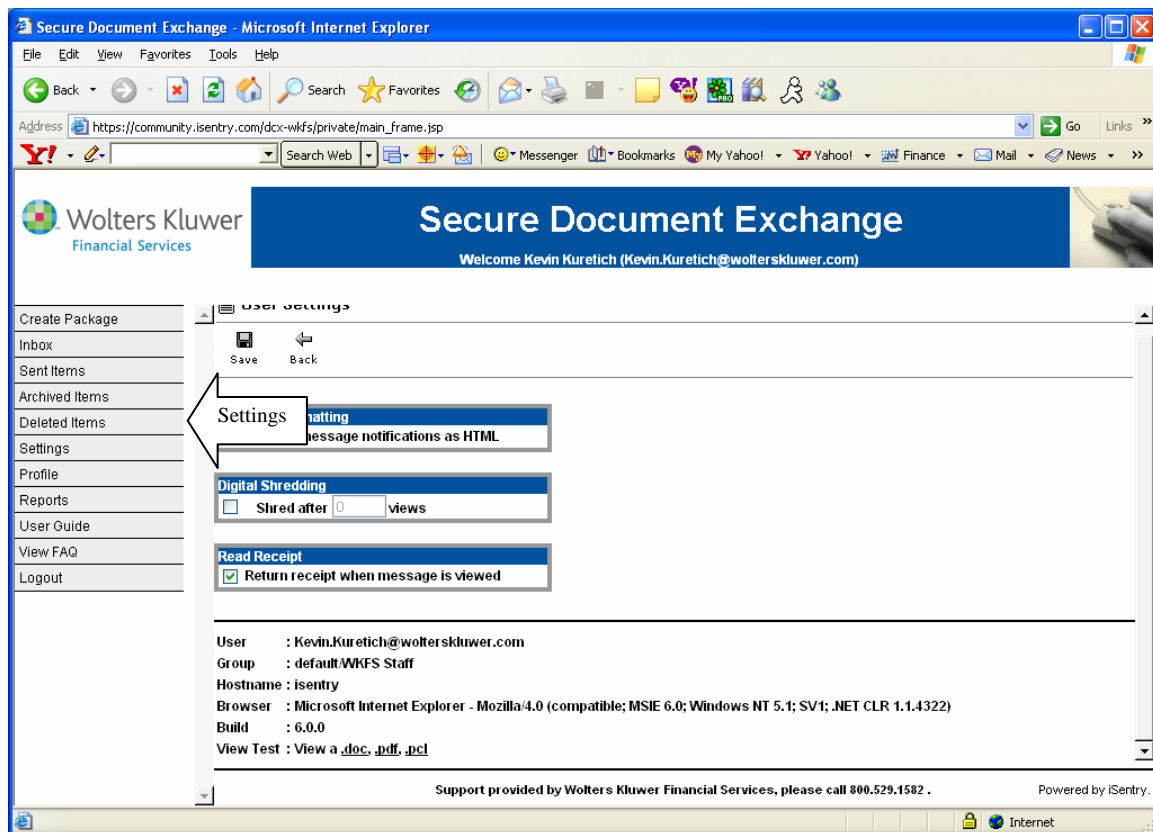 Secure Document Exchange - Microsoft Internet Explorer
File Edit View Favorites Tools Help
Back Search Favorites PRO
Address https://community.isentry.com/dcx-wkfs/private/main_frame.jsp Go Links »
Y! Search Web Messenger Bookmarks My My Yahoo! Y? Yahoo! Finance Mail News »
Wolters Kluwer
Financial Services
Secure Document Exchange
Welcome Kevin Kuretich (Kevin.Kuretich@wolterskluwer.com)
Create Package
Inbox
Sent Items
Archived Items
Deleted Items
Settings
Profile
Reports
User Guide
View FAQ
Logout
User Settings
Save Back
Settings
matting
message notifications as HTML
Digital Shredding
Shred after 0 views
Read Receipt
Return receipt when message is viewed
User : Kevin.Kuretich@wolterskluwer.com
Group : default/WKFS Staff
Hostname : isentry
Browser : Microsoft Internet Explorer - Mozilla/4.0 (compatible; MSIE 6.0; Windows NT 5.1; SV1; .NET CLR 1.1.4322)
Build : 6.0.0
View Test : View a .doc, .pdf, .pcl
Support provided by Wolters Kluwer Financial Services, please call 800.529.1582 . Powered by iSentry.
Internet